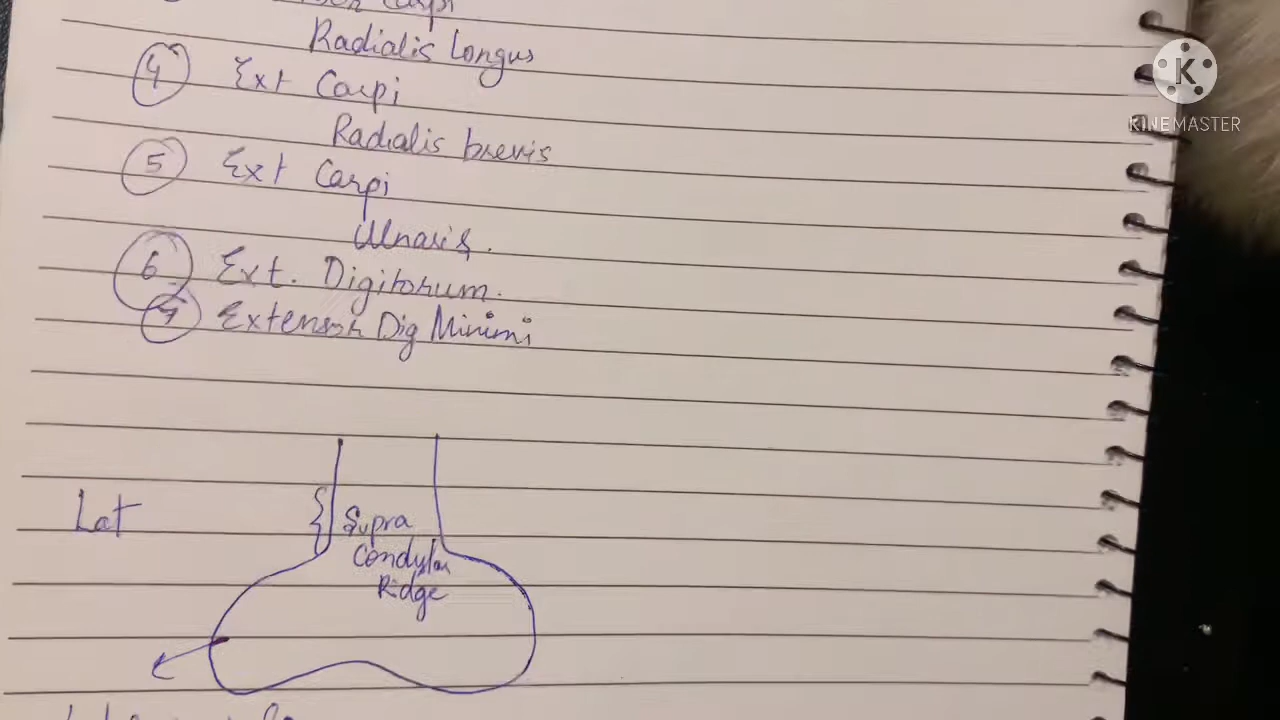 Carpi
Radialis Longus
4 Ext Carpi
Radialis brevis
5 Ext Carpi
Ulnaris.
6 Ext. Digitorum.
7 Extensor Dig Minimi
Lat
Supra
Condylar
Ridge
K
KINEMASTER